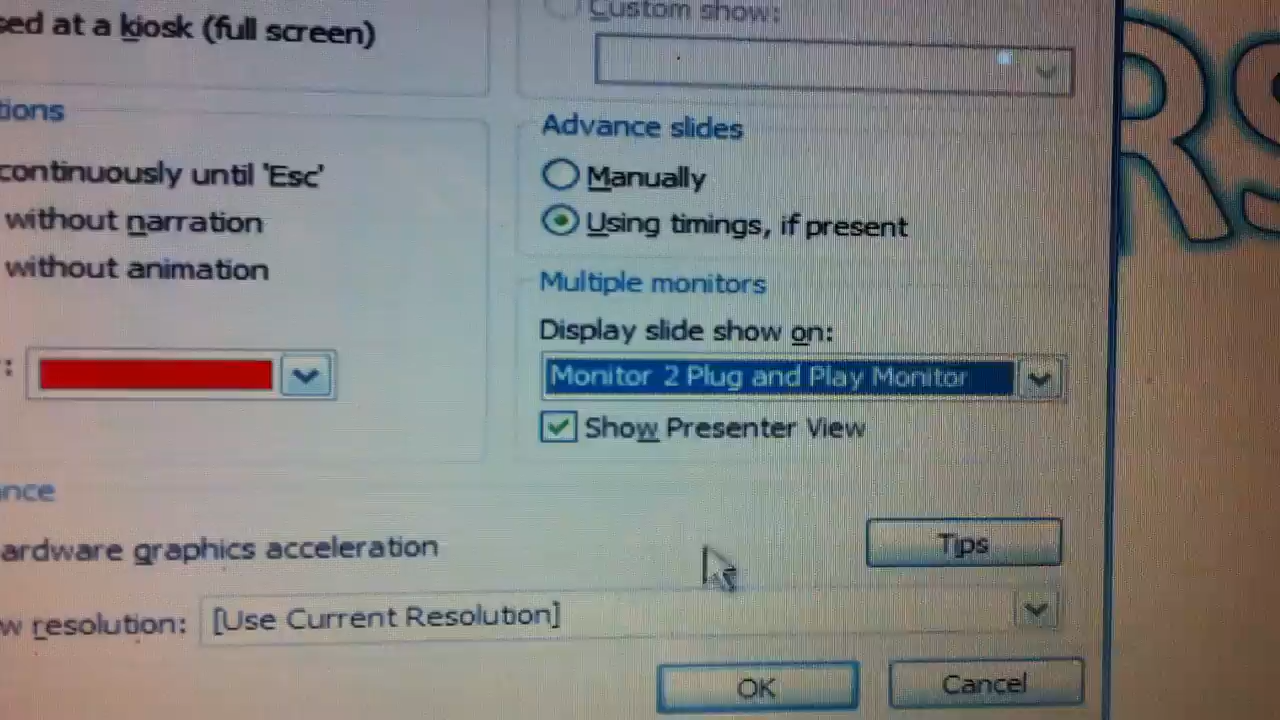 sed at a kiosk (full screen)
Custom show:
tions
continuously until 'Esc'
without narration
without animation
:
Advance slides
Manually
Using timings, if present
Multiple monitors
Display slide show on:
Monitor 2 Plug and Play Monitor
Show Presenter View
nce
ardware graphics acceleration
Tips
w resolution: [Use Current Resolution]
OK Cancel
RS